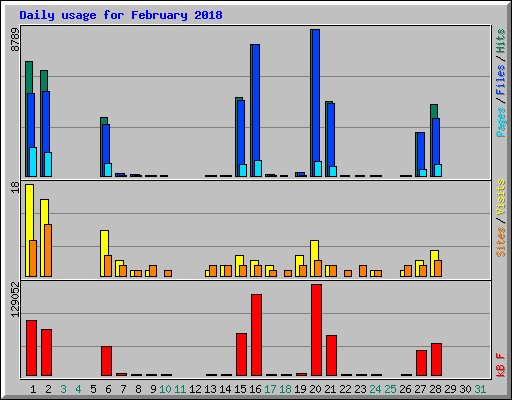 Daily usage for February 2018
8789
Pages/Files/Hits
18
Sites/Visits
129052
kB F
1 2 3 4 5 6 7 8 9 10 11 12 13 14 15 16 17 18 19 20 21 22 23 24 25 26 27 28 29 30 31